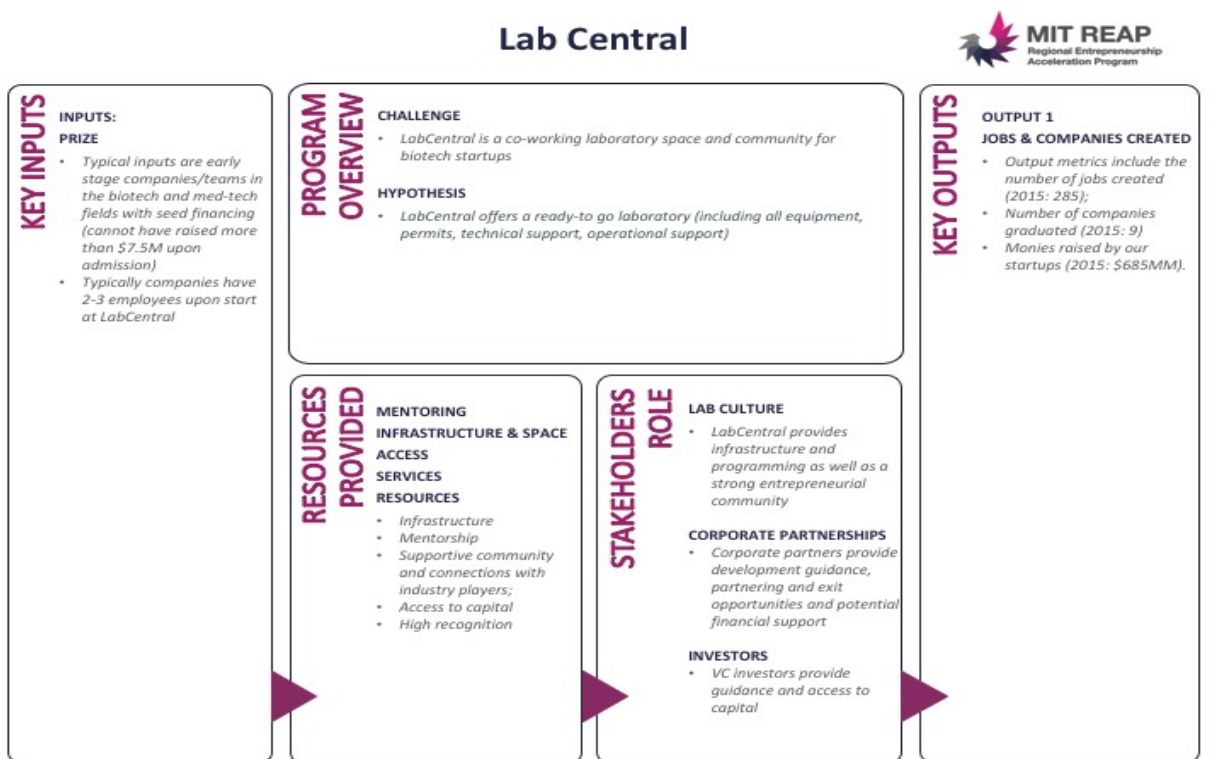 Lab Central
MIT REAP
Regional Entrepreneurship
Acceleration Program
KEY INPUTS
INPUTS:
PRIZE
• Typical inputs are early
stage companies/teams in
the biotech and med-tech
fields with seed financing
(cannot have raised more
than $7.5M upon
admission)
• Typically companies have
2-3 employees upon start
at LabCentral
PROGRAM
OVERVIEW
CHALLENGE
• LabCentral is a co-working laboratory space and community for
biotech startups
HYPOTHESIS
• LabCentral offers a ready-to go laboratory (including all equipment,
permits, technical support, operational support)
RESOURCES
PROVIDED
MENTORING
INFRASTRUCTURE & SPACE
ACCESS
SERVICES
RESOURCES
• Infrastructure
• Mentorship
• Supportive community
and connections with
industry players;
• Access to capital
• High recognition
STAKEHOLDERS
ROLE
LAB CULTURE
• LabCentral provides
infrastructure and
programming as well as a
strong entrepreneurial
community
CORPORATE PARTNERSHIPS
• Corporate partners provide
development guidance,
partnering and exit
opportunities and potential
financial support
INVESTORS
• VC investors provide
guidance and access to
capital
KEY OUTPUTS
OUTPUT 1
JOBS & COMPANIES CREATED
• Output metrics include the
number of jobs created
(2015: 285);
• Number of companies
graduated (2015: 9)
• Monies raised by our
startups (2015: $685MM).